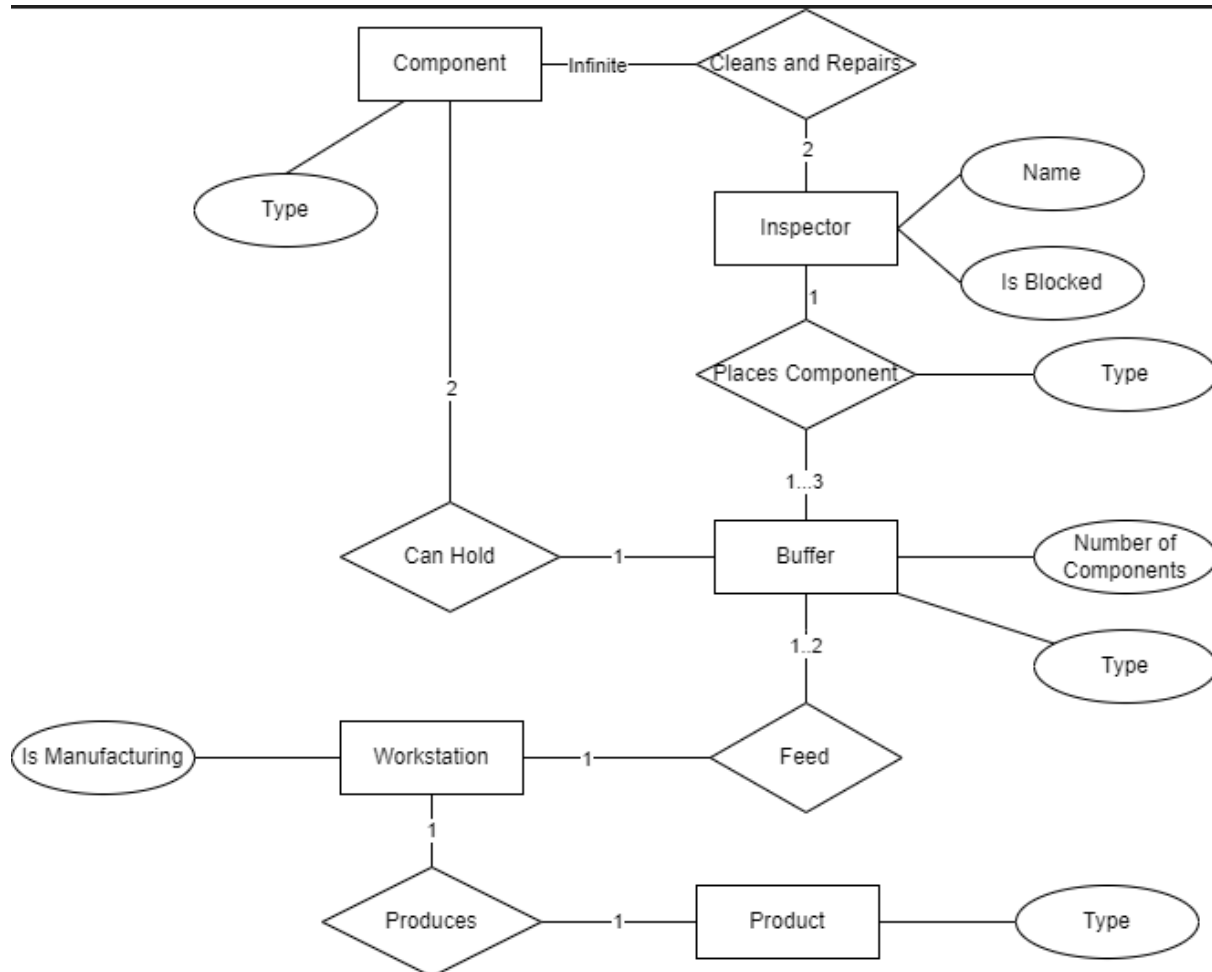 Component
Infinite
Cleans and Repairs
2
Name
Type
Inspector
Is Blocked
1
Places Component
Type
2
1...3
Can Hold
1
Buffer
Number of
Components
1..2
Type
Is Manufacturing
Workstation
1
Feed
1
Produces
1
Product
Type